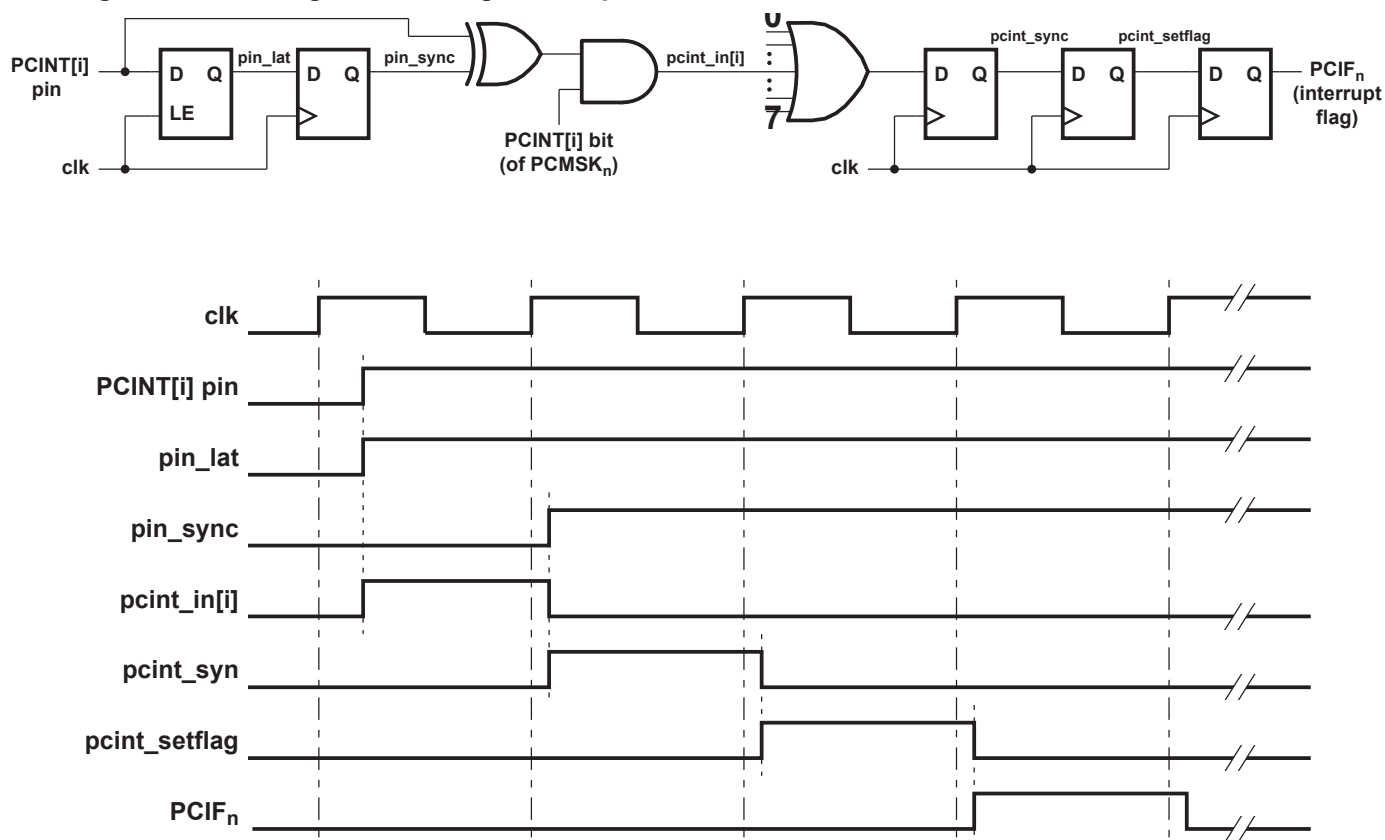 PCINT[i]
pin
clk
D Q
LE
pin_lat
D Q
pin_sync
PCINT[i] bit
(of PCMSKn)
pcint_in[i]
0
7
clk
D Q
pcint_sync
D Q
pcint_setflag
D Q
PCIFn
(interrupt
flag)
clk
PCINT[i] pin
pin_lat
pin_sync
pcint_in[i]
pcint_syn
pcint_setflag
PCIFn